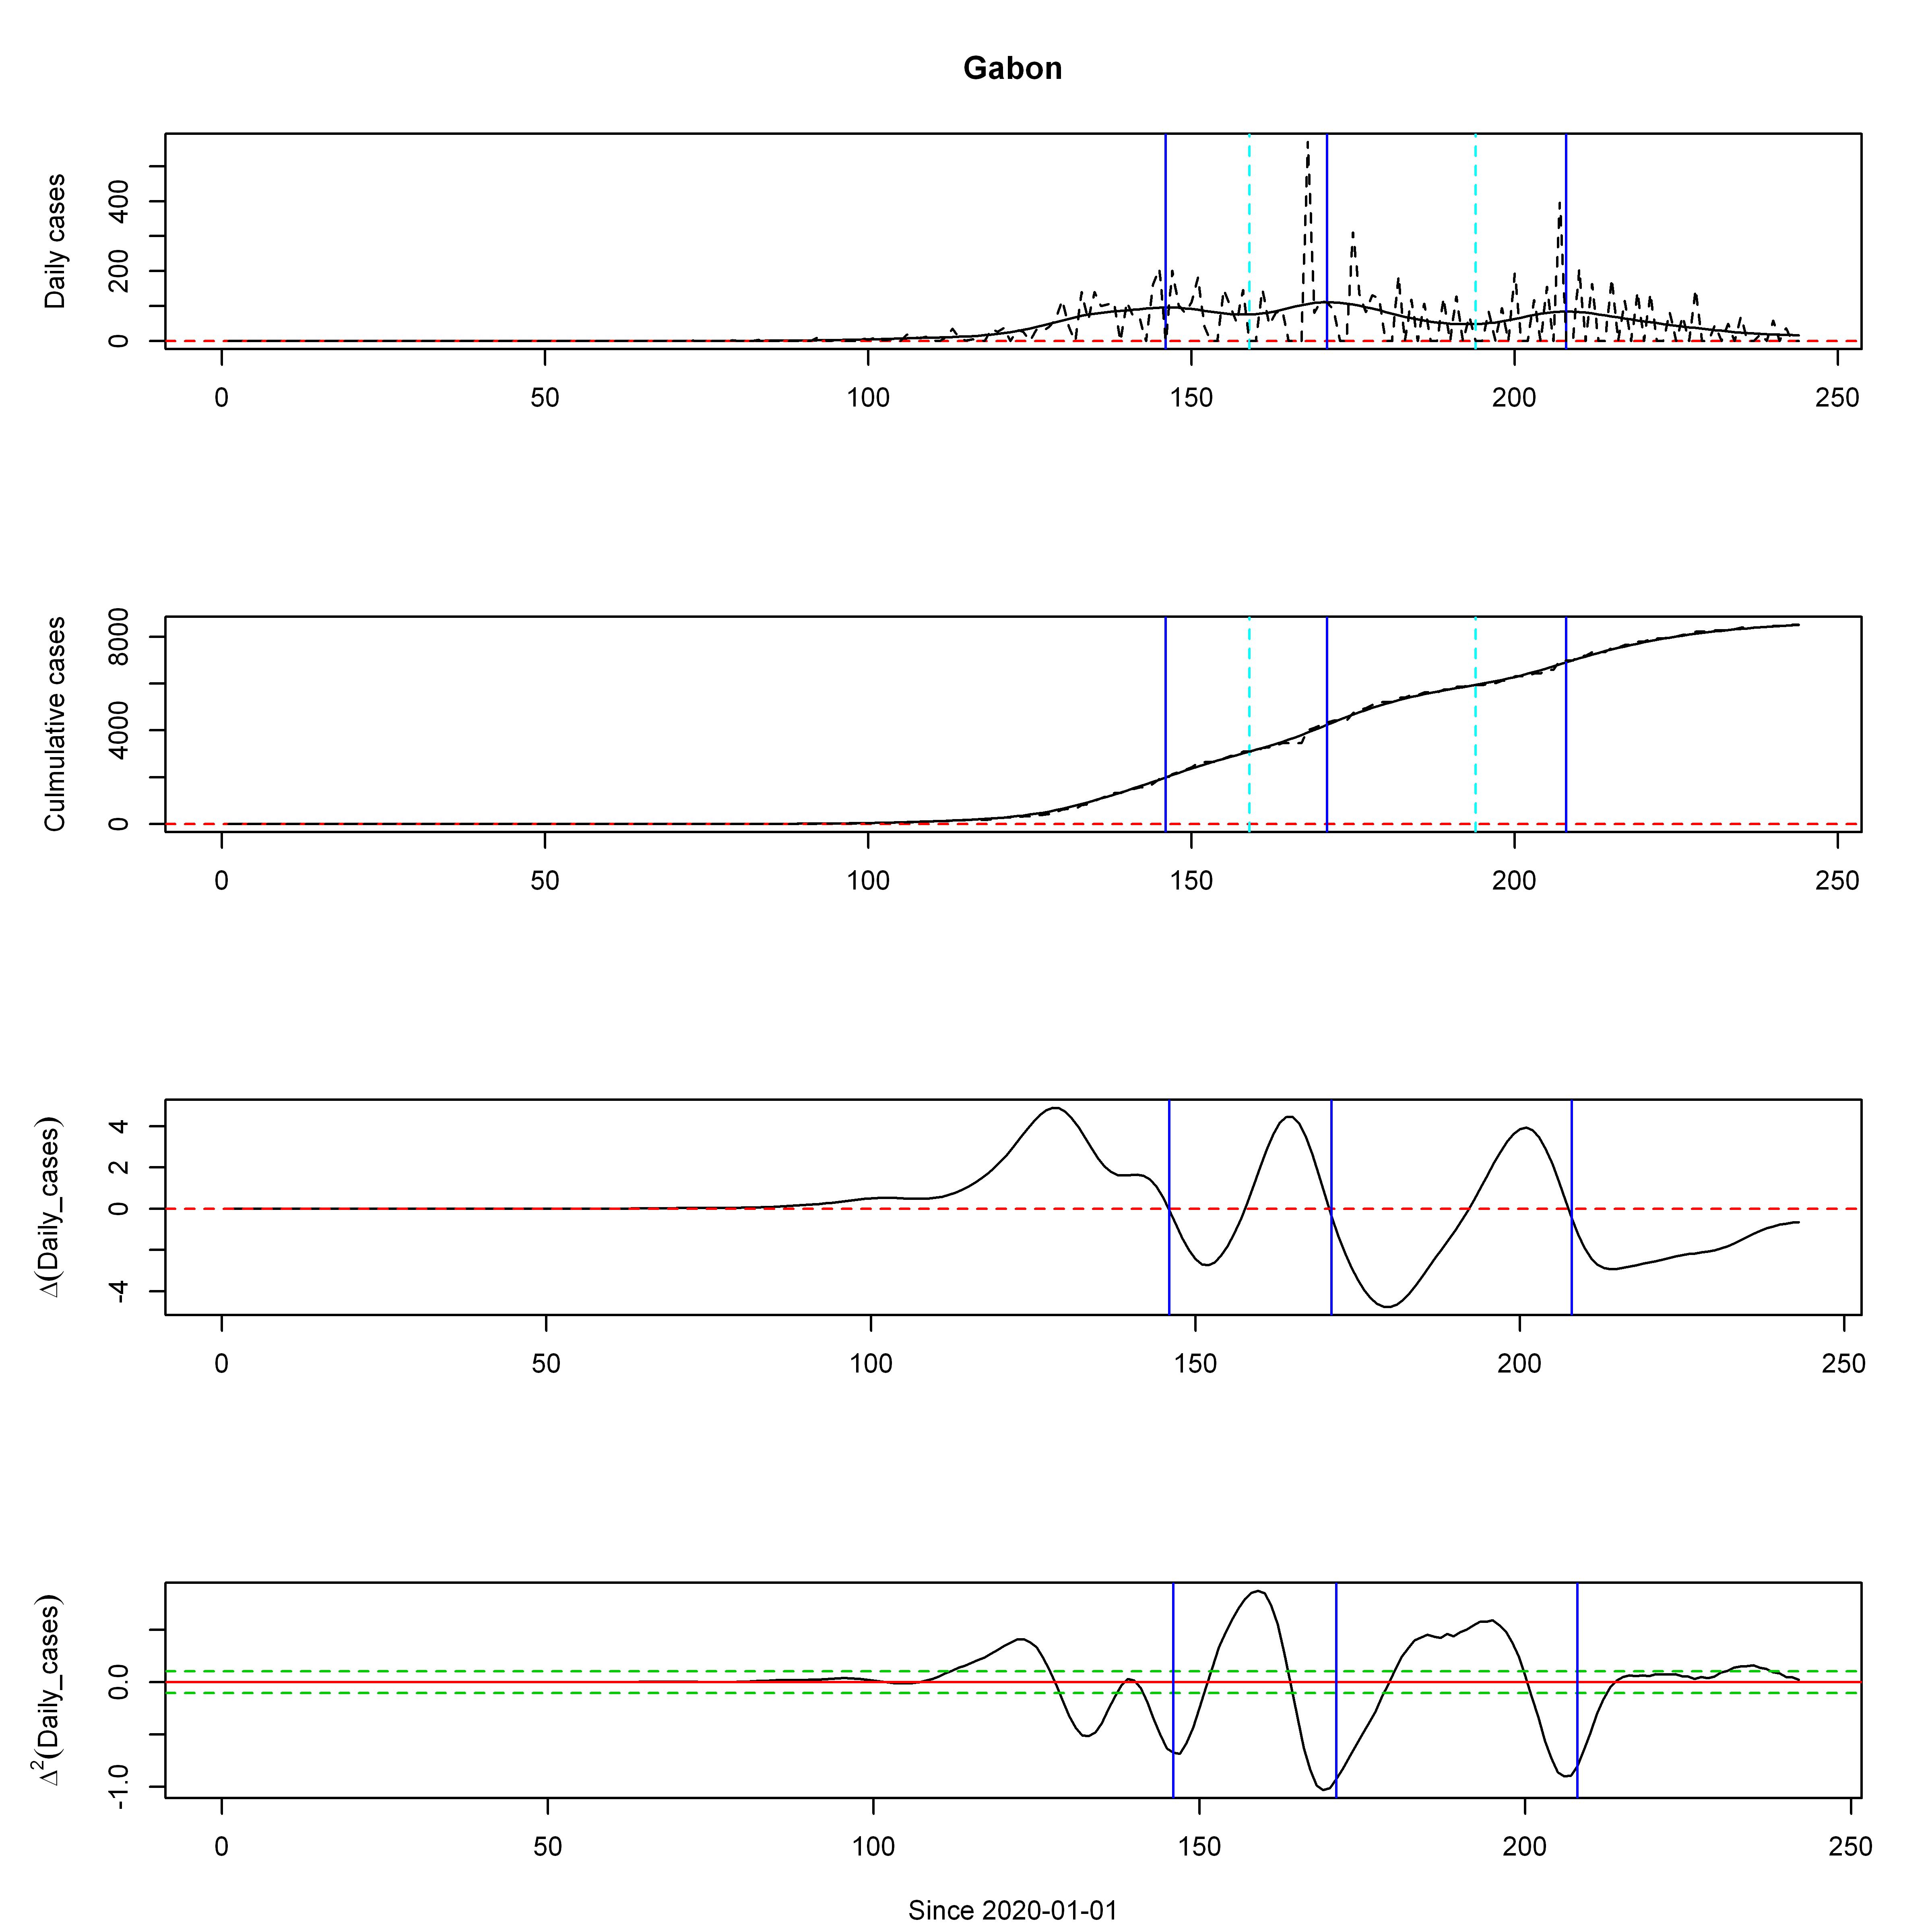 Gabon
Daily cases
0 200 400
0 50 100 150 200 250
Culmulative cases
0 4000 8000
0 50 100 150 200 250
Δ(Daily_cases)
-4 0 2 4
0 50 100 150 200 250
Δ²(Daily_cases)
-1.0 0.0
0 50 100 150 200 250
Since 2020-01-01